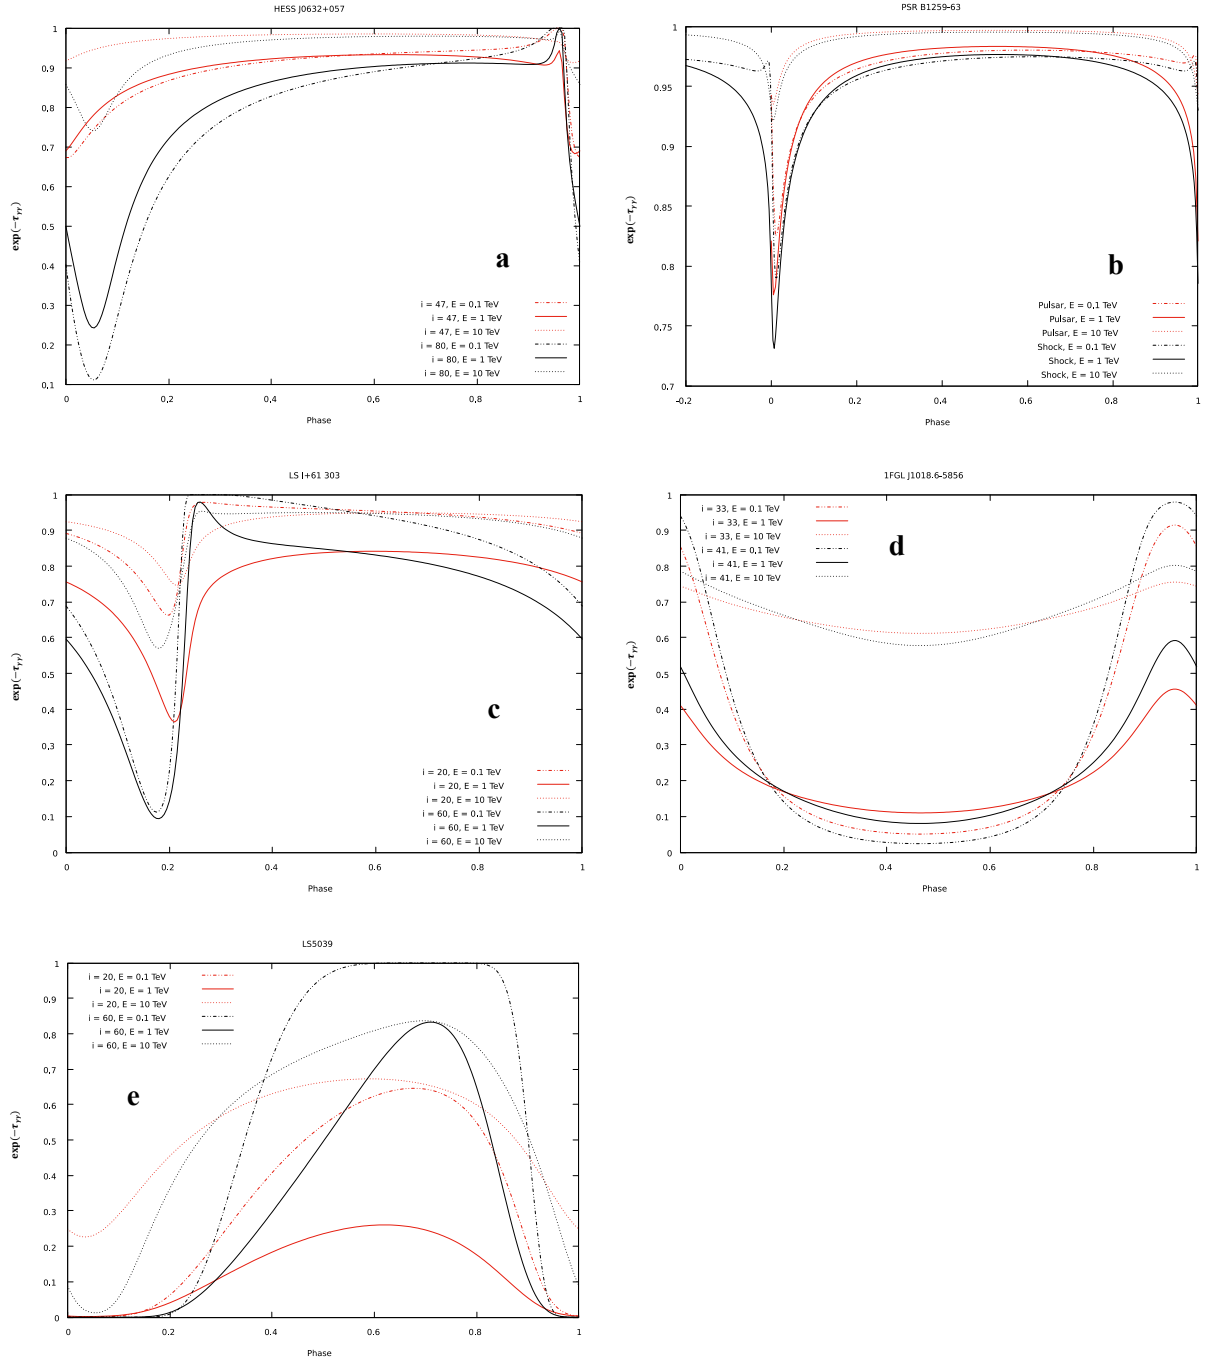 HESS J0632+057
1
0.9
0.8
0.7
0.6
0.5
0.4
0.3
0.2
0.1
exp(−τγγ)
a
i = 47, E = 0.1 TeV
i = 47, E = 1 TeV
i = 47, E = 10 TeV
i = 80, E = 0.1 TeV
i = 80, E = 1 TeV
i = 80, E = 10 TeV
0 0.2 0.4 0.6 0.8 1
Phase
PSR B1259-63
1
0.95
0.9
0.85
0.8
0.75
0.7
exp(−τγγ)
b
Pulsar, E = 0.1 TeV
Pulsar, E = 1 TeV
Pulsar, E = 10 TeV
Shock, E = 0.1 TeV
Shock, E = 1 TeV
Shock, E = 10 TeV
-0.2 0 0.2 0.4 0.6 0.8 1
Phase
LS I+61 303
1
0.9
0.8
0.7
0.6
0.5
0.4
0.3
0.2
0.1
0
exp(−τγγ)
c
i = 20, E = 0.1 TeV
i = 20, E = 1 TeV
i = 20, E = 10 TeV
i = 60, E = 0.1 TeV
i = 60, E = 1 TeV
i = 60, E = 10 TeV
0 0.2 0.4 0.6 0.8 1
Phase
1FGL J1018.6-5856
1
0.9
0.8
0.7
0.6
0.5
0.4
0.3
0.2
0.1
0
exp(−τγγ)
i = 33, E = 0.1 TeV
i = 33, E = 1 TeV
i = 33, E = 10 TeV
i = 41, E = 0.1 TeV
i = 41, E = 1 TeV
i = 41, E = 10 TeV
d
0 0.2 0.4 0.6 0.8 1
Phase
LS5039
1
0.9
0.8
0.7
0.6
0.5
0.4
0.3
0.2
0.1
0
exp(−τγγ)
i = 20, E = 0.1 TeV
i = 20, E = 1 TeV
i = 20, E = 10 TeV
i = 60, E = 0.1 TeV
i = 60, E = 1 TeV
i = 60, E = 10 TeV
e
0 0.2 0.4 0.6 0.8 1
Phase